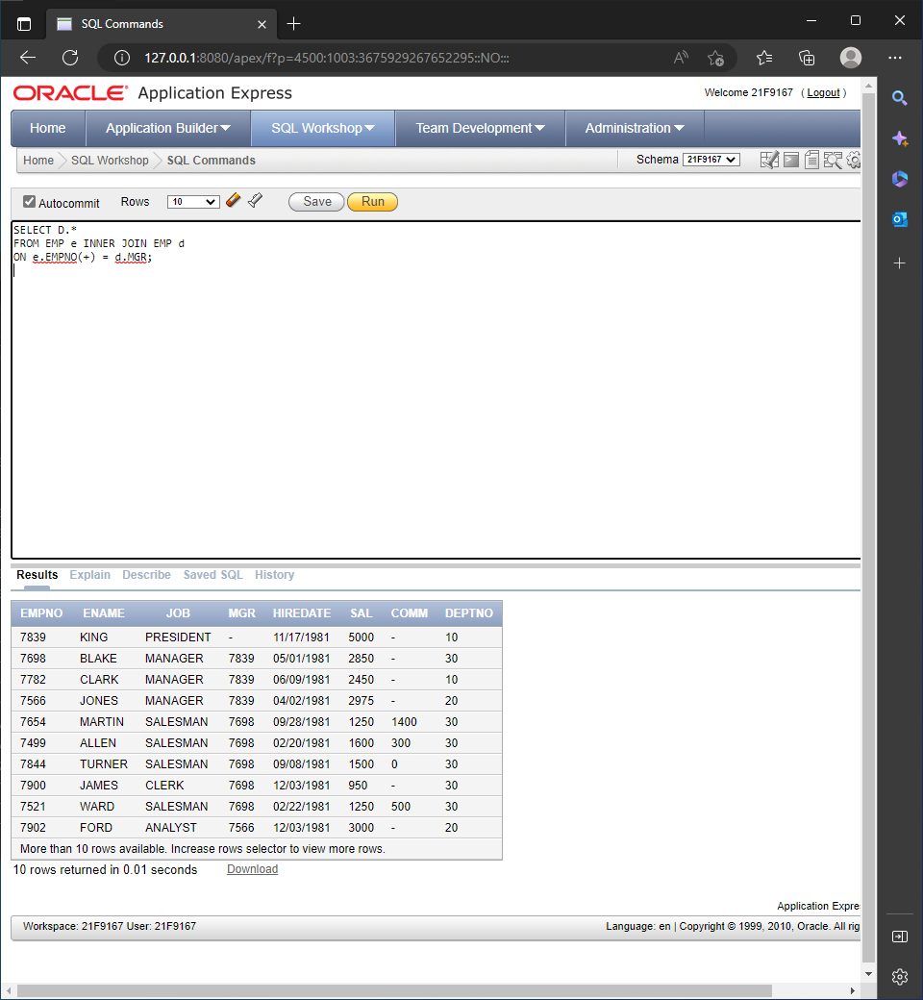 SQL Commands
127.0.0.1:8080/apex/f?p=4500:1003:3675929267652295::NO:::
ORACLE Application Express
Welcome 21F9167 ( Logout )
Home Application Builder SQL Workshop Team Development Administration
Home SQL Workshop SQL Commands Schema 21F9167
Autocommit Rows 10 Save Run
SELECT D.*
FROM EMP e INNER JOIN EMP d
ON e.EMPNO(+) = d.MGR;
Results Explain Describe Saved SQL History
EMPNO ENAME JOB MGR HIREDATE SAL COMM DEPTNO
7839 KING PRESIDENT - 11/17/1981 5000 - 10
7698 BLAKE MANAGER 7839 05/01/1981 2850 - 30
7782 CLARK MANAGER 7839 06/09/1981 2450 - 10
7566 JONES MANAGER 7839 04/02/1981 2975 - 20
7654 MARTIN SALESMAN 7698 09/28/1981 1250 1400 30
7499 ALLEN SALESMAN 7698 02/20/1981 1600 300 30
7844 TURNER SALESMAN 7698 09/08/1981 1500 0 30
7900 JAMES CLERK 7698 12/03/1981 950 - 30
7521 WARD SALESMAN 7698 02/22/1981 1250 500 30
7902 FORD ANALYST 7566 12/03/1981 3000 - 20
More than 10 rows available. Increase rows selector to view more rows.
10 rows returned in 0.01 seconds Download
Application Expre
Workspace: 21F9167 User: 21F9167 Language: en | Copyright © 1999, 2010, Oracle. All rig